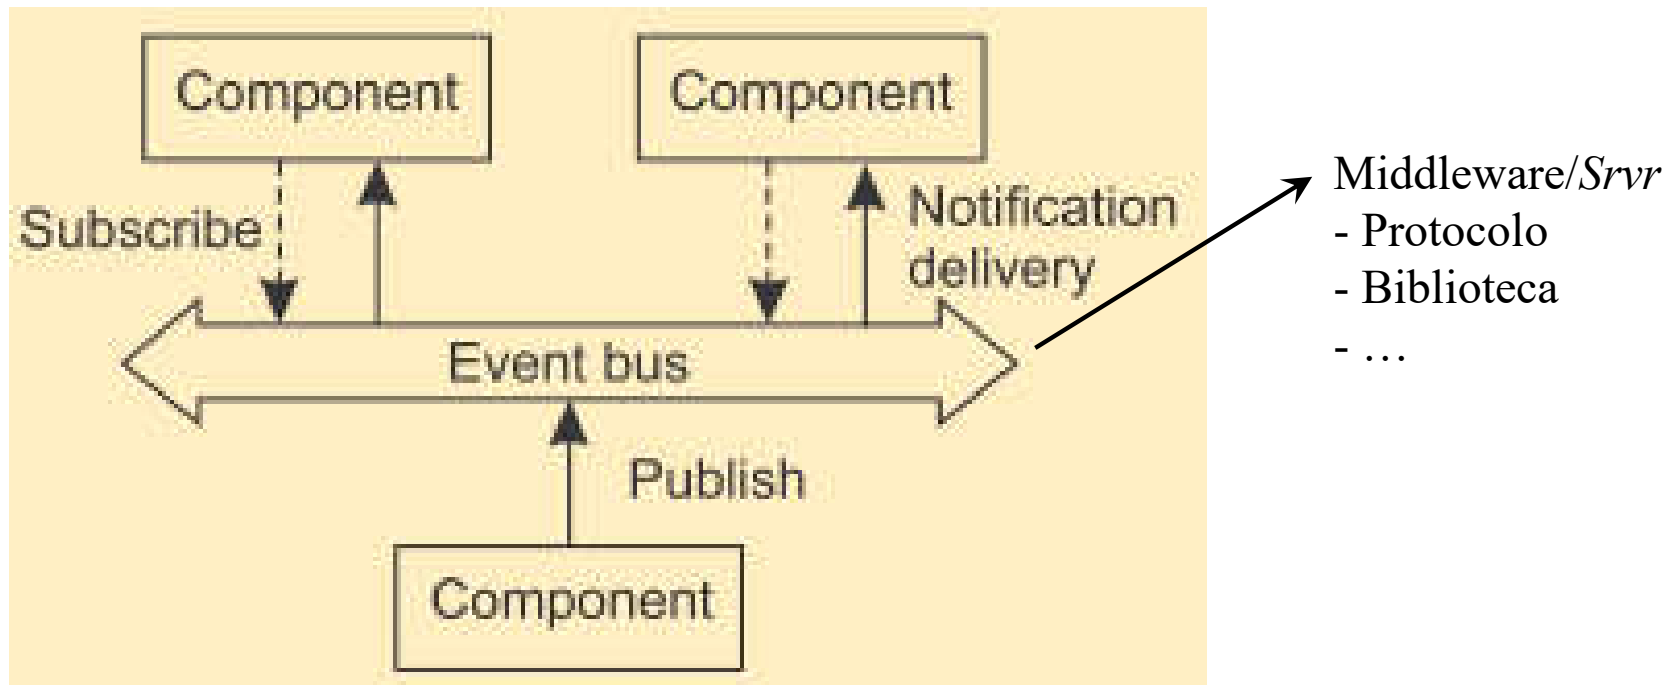 Component
Component
Subscribe
Notification
delivery
Event bus
Publish
Component
Middleware/Srvr
- Protocolo
- Biblioteca
- …